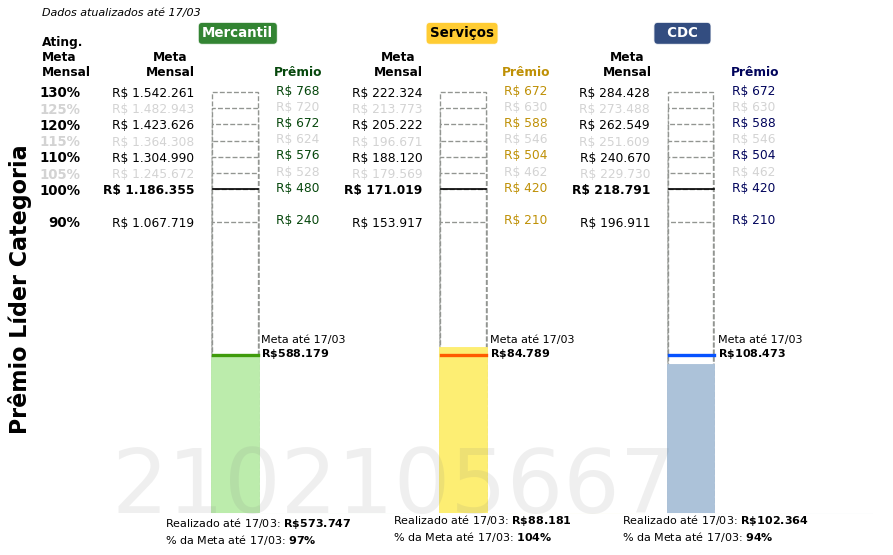 Dados atualizados até 17/03
Mercantil Serviços CDC
Ating. Meta Mensal Meta Mensal Prêmio Meta Mensal Prêmio Meta Mensal Prêmio
130% R$ 1.542.261 R$ 768 R$ 222.324 R$ 672 R$ 284.428 R$ 672
125% R$ 1.482.943 R$ 720 R$ 213.773 R$ 630 R$ 273.488 R$ 630
120% R$ 1.423.626 R$ 672 R$ 205.222 R$ 588 R$ 262.549 R$ 588
115% R$ 1.364.308 R$ 624 R$ 196.671 R$ 546 R$ 251.609 R$ 546
110% R$ 1.304.990 R$ 576 R$ 188.120 R$ 504 R$ 240.670 R$ 504
105% R$ 1.245.672 R$ 528 R$ 179.569 R$ 462 R$ 229.730 R$ 462
100% R$ 1.186.355 R$ 480 R$ 171.019 R$ 420 R$ 218.791 R$ 420
90% R$ 1.067.719 R$ 240 R$ 153.917 R$ 210 R$ 196.911 R$ 210
Prêmio Líder Categoria
Meta até 17/03 Meta até 17/03 Meta até 17/03
R$588.179 R$84.789 R$108.473
2102105667
Realizado até 17/03: R$573.747 Realizado até 17/03: R$88.181 Realizado até 17/03: R$102.364
% da Meta até 17/03: 97% % da Meta até 17/03: 104% % da Meta até 17/03: 94%